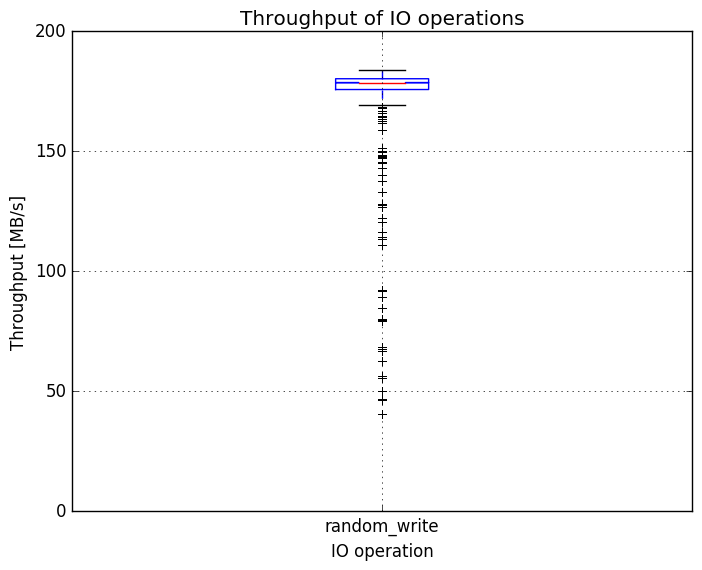 Throughput of IO operations
200
150
100
50
0
Throughput [MB/s]
random_write
IO operation